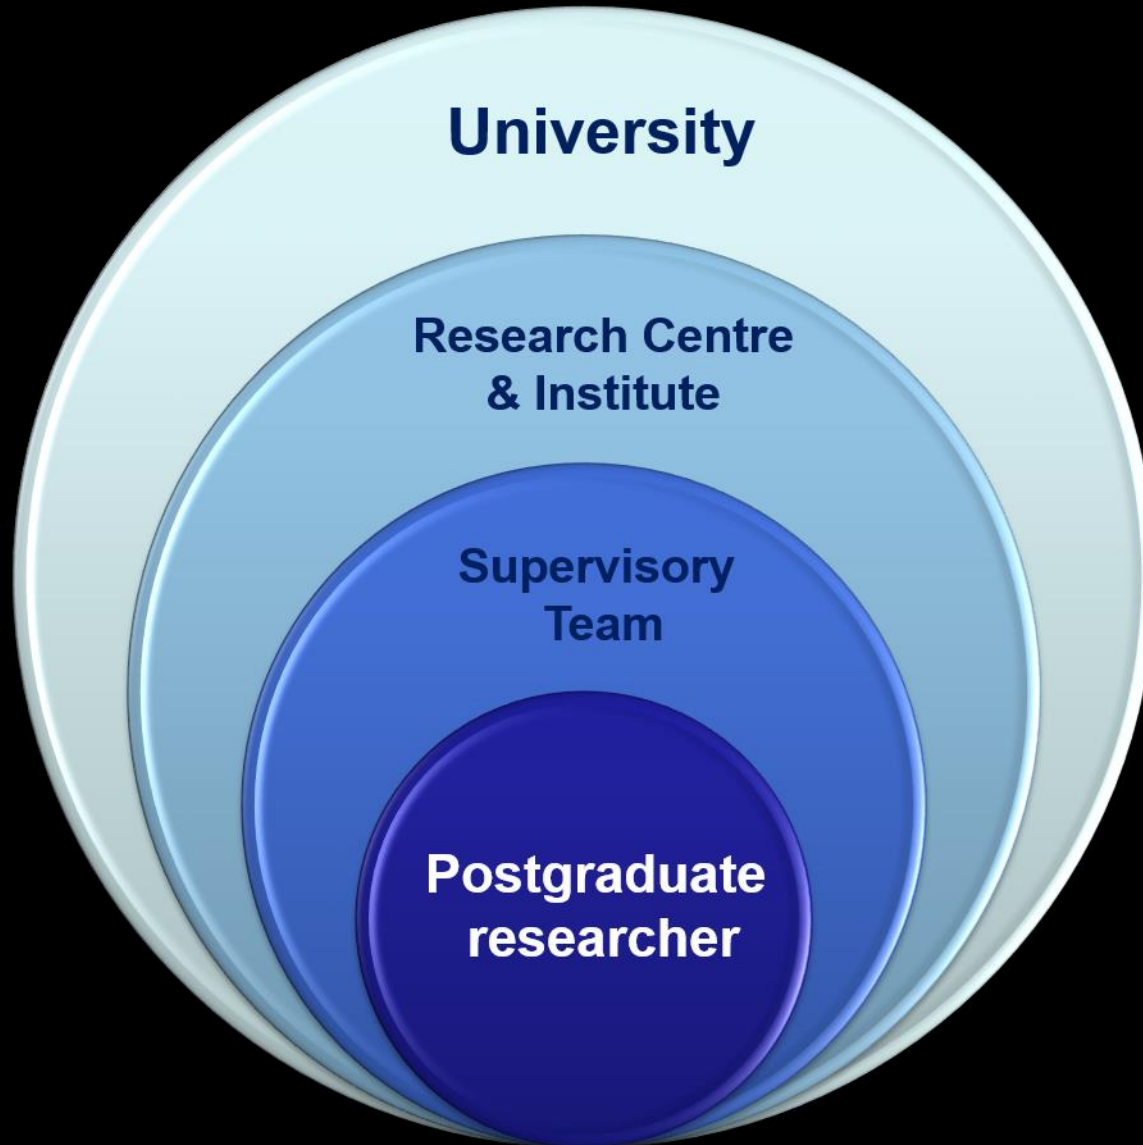 University
Research Centre
& Institute
Supervisory
Team
Postgraduate
researcher